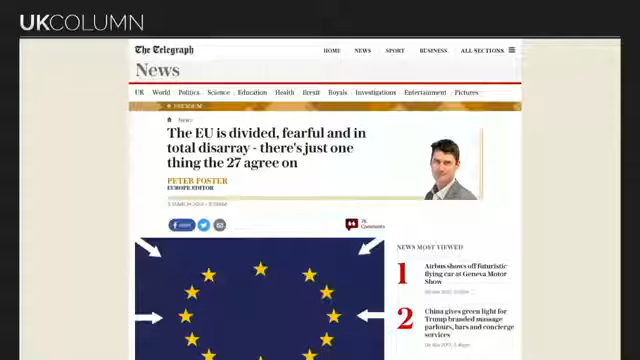 UKCOLUMN
The Telegraph
HOME NEWS SPORT BUSINESS ALL SECTIONS
News
UK World Politics Science Education Health Brexit Royals Investigations Entertainment Pictures
PREMIUM
News
The EU is divided, fearful and in
total disarray - there's just one
thing the 27 agree on
PETER FOSTER
EUROPE EDITOR
Comments
NEWS MOST VIEWED
1
Airbus shows off futuristic
flying car at Geneva Motor
Show
2
China gives green light for
Trump branded massage
parlours, bars and concierge
services